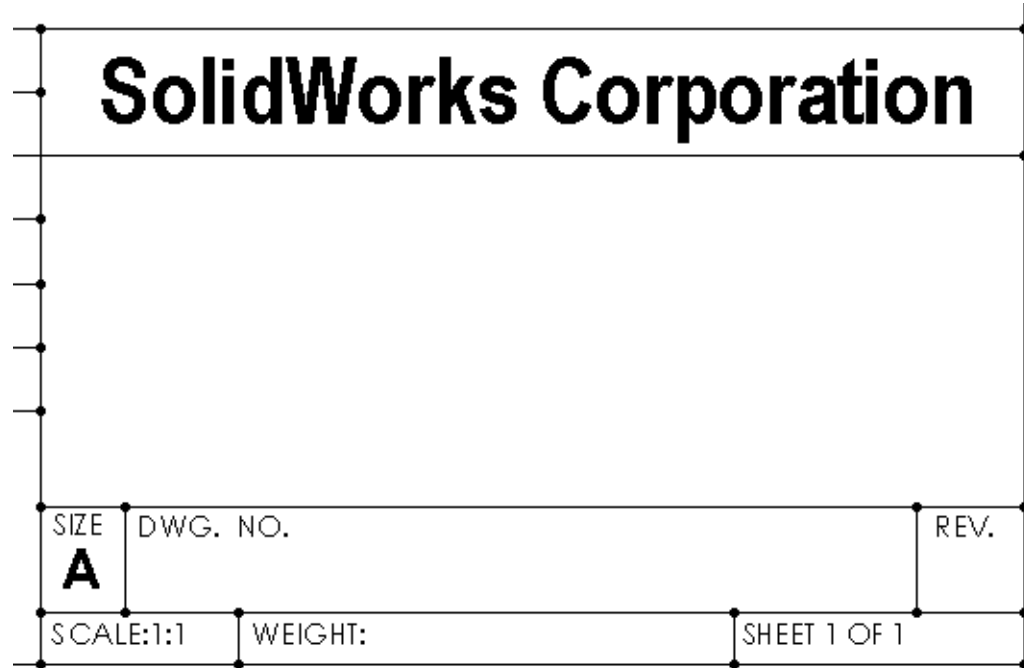 SolidWorks Corporation
SIZE DWG. NO. REV.
A
SCALE:1:1 WEIGHT: SHEET 1 OF 1